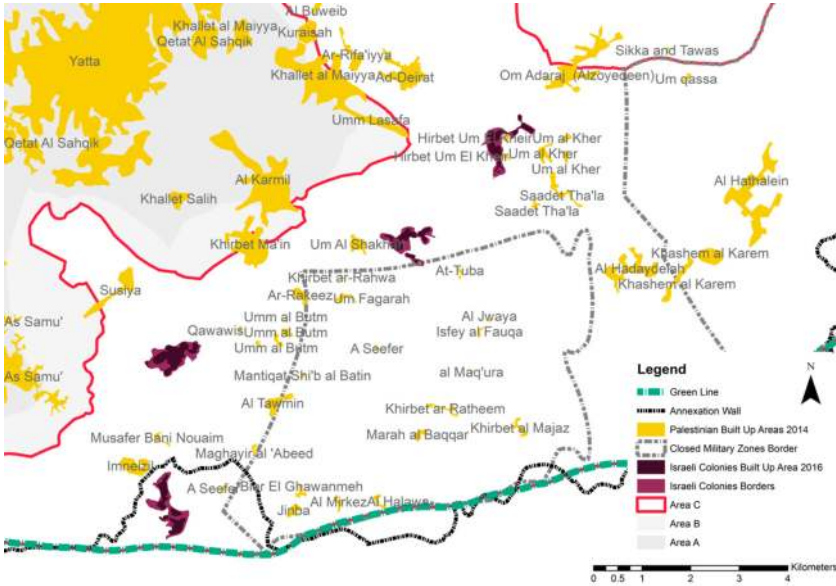 Al Buweib
Khallet al Maiyya
Kuraisah
Qetat Al Sahqik
Ar-Rifa'iyya
Yatta
Khallet al Maiyya
Ad-Deirat
Sikka and Tawas
Om Adaraj (Alzoyedeen)
Um qassa
Umm Lasafa
Qetat Al Sahqik
Hirbet Um El Kheir
Um al Kher
Hirbet Um El Kheir
Um al Kher
Um al Kher
Al Karmil
Khallet Salih
Saadet Tha'la
Saadet Tha'la
Al Hathalein
Khirbet Ma'in
Um Al Shakhan
Khashem al Karem
Al Hadaydeleh
Khashem al Karem
At-Tuba
Khirbet ar-Rahwa
Susiya
Ar-Rakeez
Um Fagarah
As Samu'
Umm al Butm
Al Jwaya
Qawawis
Umm al Butm
Isfey al Fauqa
Umm al Butm
A Seefer
As Samu'
Mantiqat Shi'b al Batin
al Maq'ura
Al Tawmin
Khirbet ar Ratheem
Musafer Bani Nouaim
Marah al Baqqar
Khirbet al Majaz
Maghayir al 'Abeed
Imneizil
A Seefer
Biar El Ghawanmeh
Al Mirkez
Al Halawa
Jinba
Legend
N
Green Line
Annexation Wall
Palestinian Built Up Areas 2014
Closed Military Zones Border
Israeli Colonies Built Up Area 2016
Israeli Colonies Borders
Area C
Area B
Area A
Kilometers
0 0.5 1 2 3 4